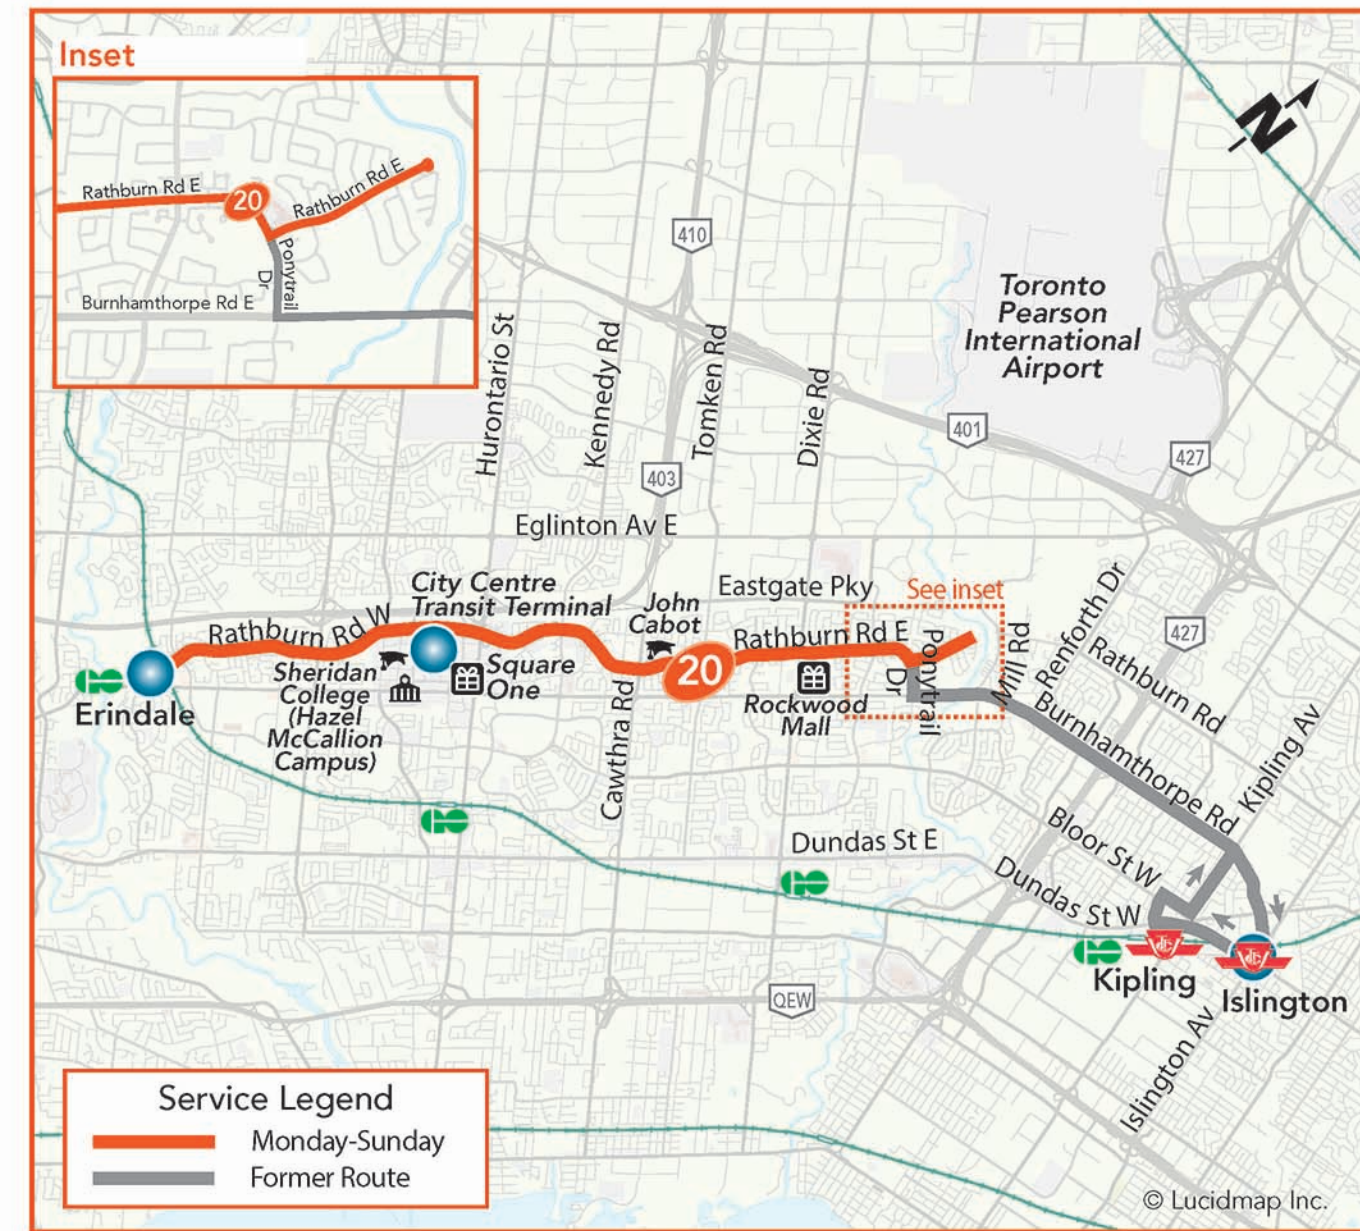 Inset
Rathburn Rd E
20
Rathburn Rd E
Ponytrail
Dr
Burnhamthorpe Rd E
N
410
Toronto
Pearson
International
Airport
Hurontario St
Kennedy Rd
Tomken Rd
Dixie Rd
401
427
403
Eglinton Av E
City Centre
Transit Terminal
Eastgate Pky
See inset
John
Cabot
Rathburn Rd W
Rathburn Rd E
20
Ponytrail
Dr
Mill Rd
Renforth Dr
427
Rathburn Rd
Erindale
Sheridan
College
(Hazel
McCallion
Campus)
Square
One
Cawthra Rd
Rockwood
Mall
Burnhamthorpe Rd
Kipling Av
Bloor St W
Dundas St E
Dundas St W
Kipling
Islington
Islington Av
QEW
Service Legend
Monday-Sunday
Former Route
© Lucidmap Inc.